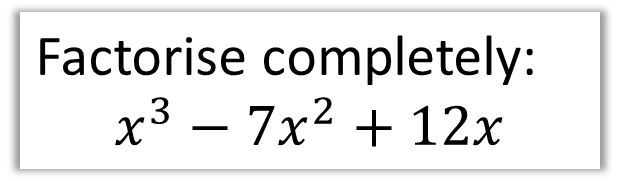 Factorise completely:
𝑥³ − 7𝑥² + 12𝑥